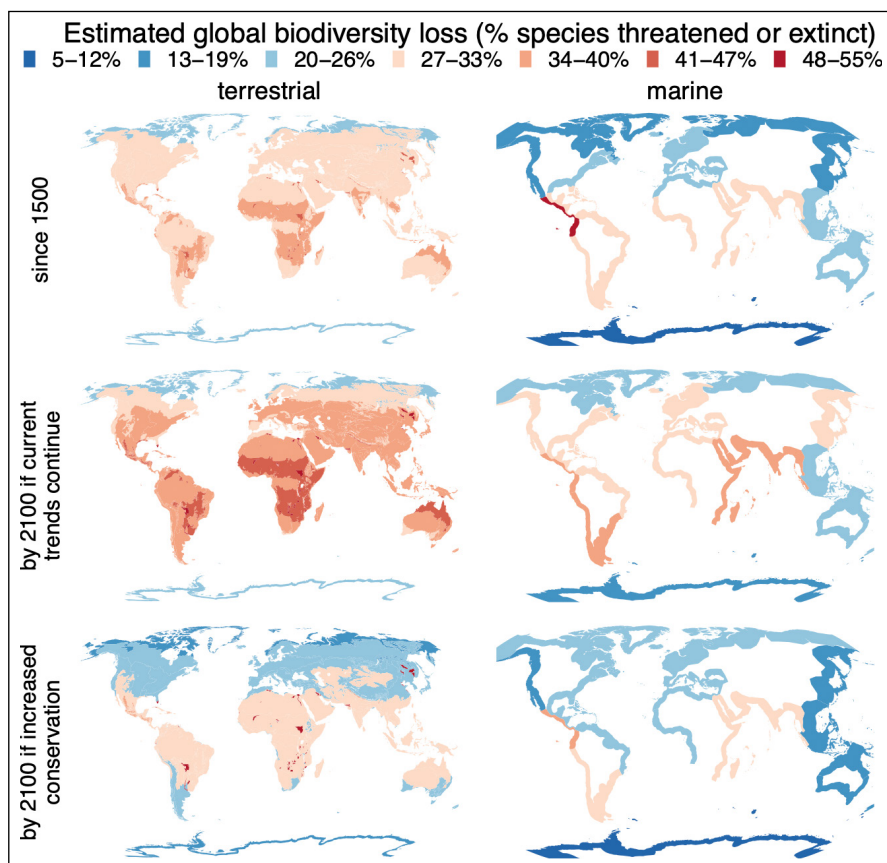 Estimated global biodiversity loss (% species threatened or extinct)
5–12% 13–19% 20–26% 27–33% 34–40% 41–47% 48–55%
terrestrial marine
since 1500
by 2100 if current
trends continue
by 2100 if increased
conservation